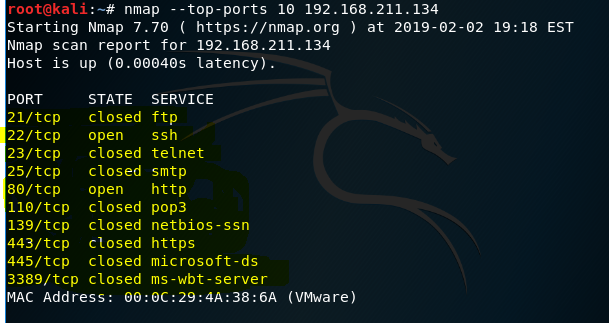 root@kali:~# nmap --top-ports 10 192.168.211.134
Starting Nmap 7.70 ( https://nmap.org ) at 2019-02-02 19:18 EST
Nmap scan report for 192.168.211.134
Host is up (0.00040s latency).

PORT     STATE  SERVICE
21/tcp   closed ftp
22/tcp   open   ssh
23/tcp   closed telnet
25/tcp   closed smtp
80/tcp   open   http
110/tcp  closed pop3
139/tcp  closed netbios-ssn
443/tcp  closed https
445/tcp  closed microsoft-ds
3389/tcp closed ms-wbt-server
MAC Address: 00:0C:29:4A:38:6A (VMware)